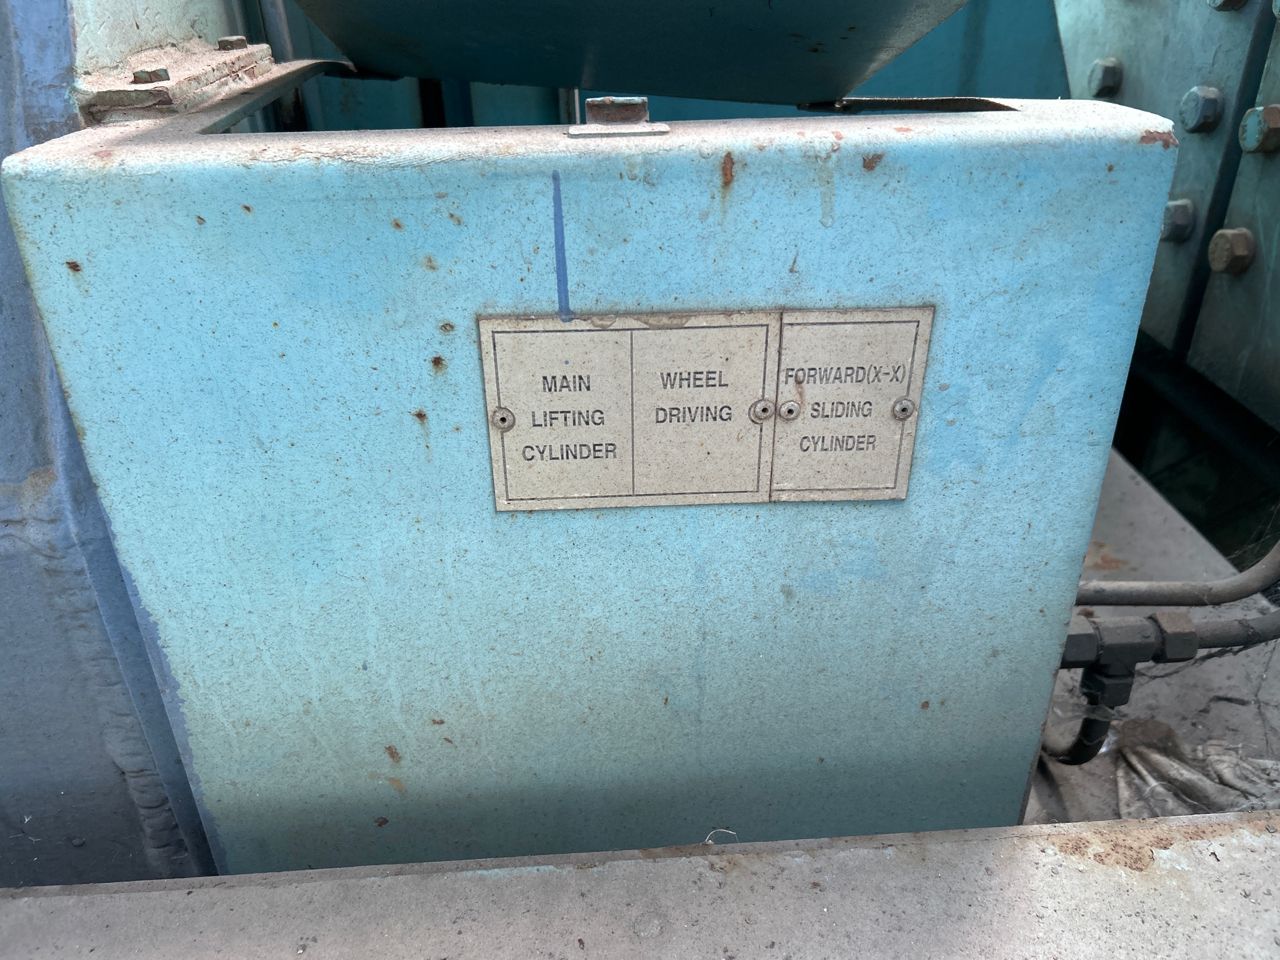 MAIN
LIFTING
CYLINDER
WHEEL
DRIVING
FORWARD(X-X)
SLIDING
CYLINDER